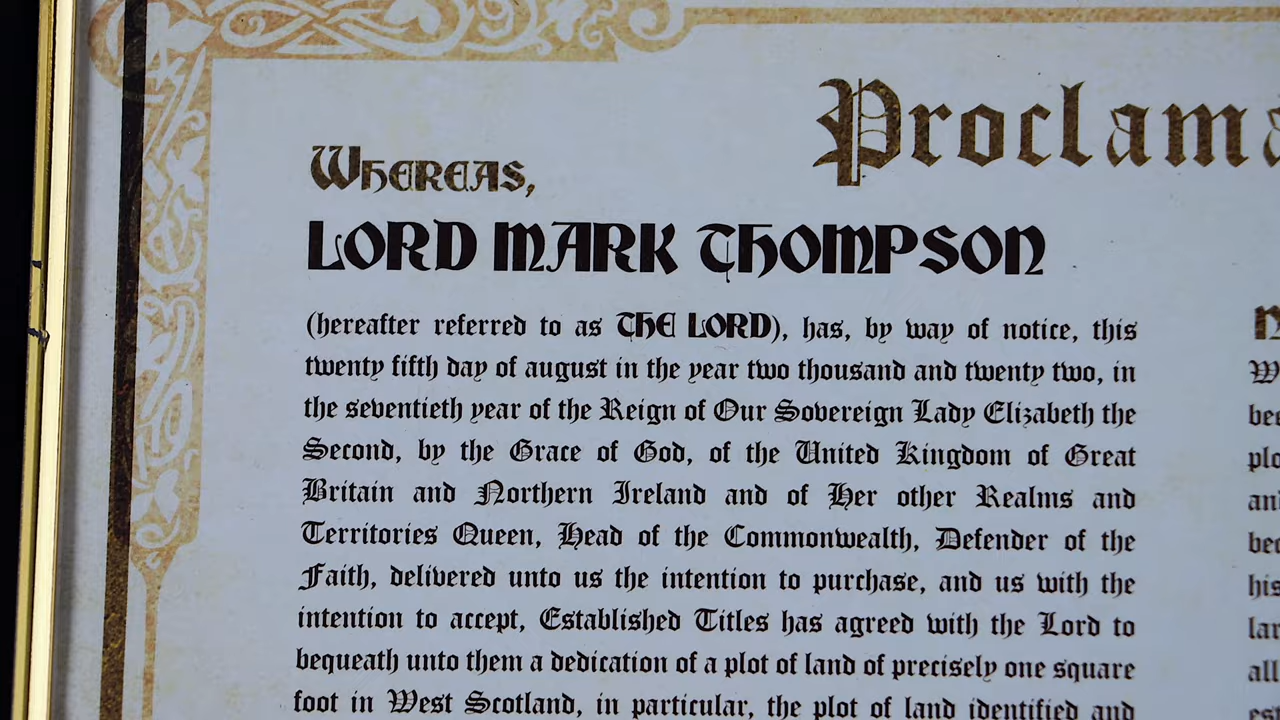 Proclama
Whereas,
LORD MARK THOMPSON
(hereafter referred to as THE LORD), has, by way of notice, this
twenty fifth day of august in the year two thousand and twenty two, in
the seventieth year of the Reign of Our Sovereign Lady Elizabeth the
Second, by the Grace of God, of the United Kingdom of Great
Britain and Northern Ireland and of Her other Realms and
Territories Queen, Head of the Commonwealth, Defender of the
Faith, delivered unto us the intention to purchase, and us with the
intention to accept, Established Titles has agreed with the Lord to
bequeath unto them a dedication of a plot of land of precisely one square
foot in West Scotland, in particular, the plot of land identified and